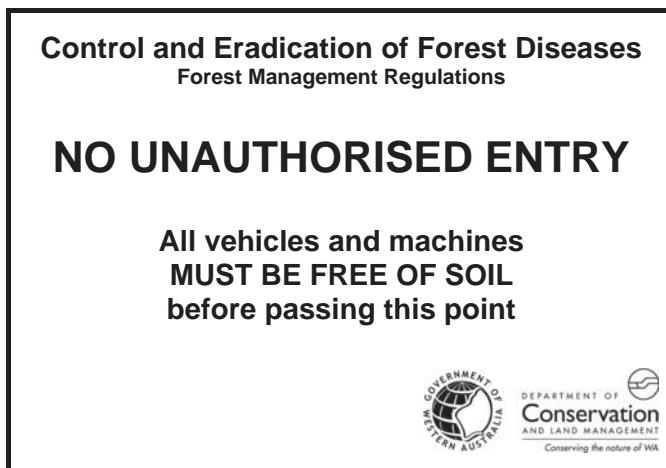 Control and Eradication of Forest Diseases
Forest Management Regulations
NO UNAUTHORISED ENTRY
All vehicles and machines
MUST BE FREE OF SOIL
before passing this point
GOVERNMENT OF
WESTERN AUSTRALIA
DEPARTMENT OF
Conservation
AND LAND MANAGEMENT
Conserving the nature of WA